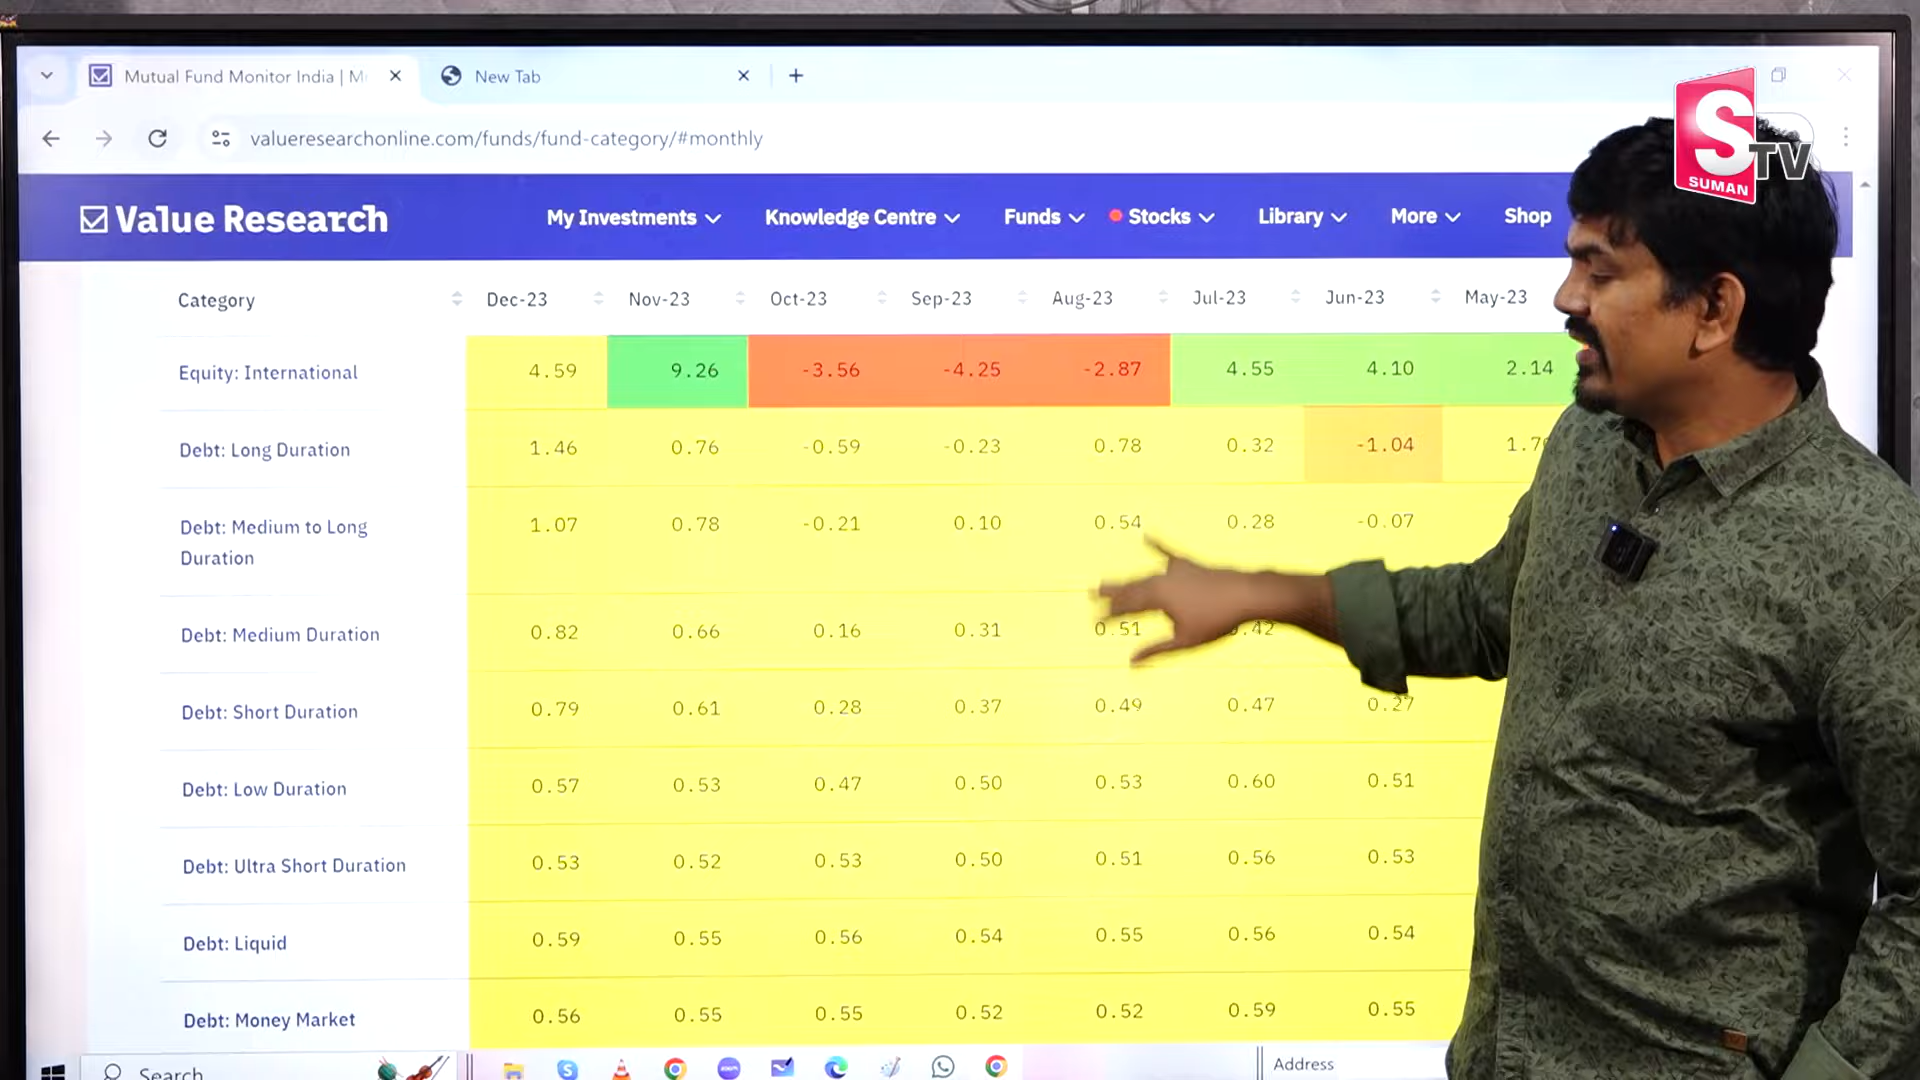 Mutual Fund Monitor India | M
New Tab
valueresearchonline.com/funds/fund-category/#monthly
S TV
SUMAN
Value Research
My Investments
Knowledge Centre
Funds
Stocks
Library
More
Shop
Category Dec-23 Nov-23 Oct-23 Sep-23 Aug-23 Jul-23 Jun-23 May-23
Equity: International 4.59 9.26 -3.56 -4.25 -2.87 4.55 4.10 2.14
Debt: Long Duration 1.46 0.76 -0.59 -0.23 0.78 0.32 -1.04
Debt: Medium to Long 1.07 0.78 -0.21 0.10 0.54 0.28 -0.07
Duration
Debt: Medium Duration 0.82 0.66 0.16 0.31 0.51
Debt: Short Duration 0.79 0.61 0.28 0.37 0.49 0.47 0.27
Debt: Low Duration 0.57 0.53 0.47 0.50 0.53 0.60 0.51
Debt: Ultra Short Duration 0.53 0.52 0.53 0.50 0.51 0.56 0.53
Debt: Liquid 0.59 0.55 0.56 0.54 0.55 0.56 0.54
Debt: Money Market 0.56 0.55 0.55 0.52 0.52 0.59 0.55
Search
Address